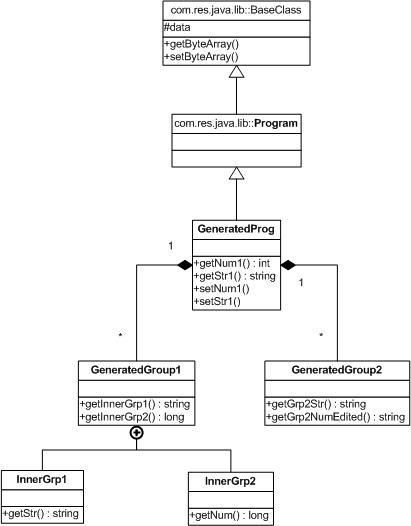 com.res.java.lib::BaseClass
#data
+getByteArray()
+setByteArray()
com.res.java.lib::Program
GeneratedProg
+getNum1() : int
+getStr1() : string
+setNum1()
+setStr1()
1
1
*
*
GeneratedGroup1
+getInnerGrp1() : string
+getInnerGrp2() : long
GeneratedGroup2
+getGrp2Str() : string
+getGrp2NumEdited() : string
InnerGrp1
+getStr() : string
InnerGrp2
+getNum() : long